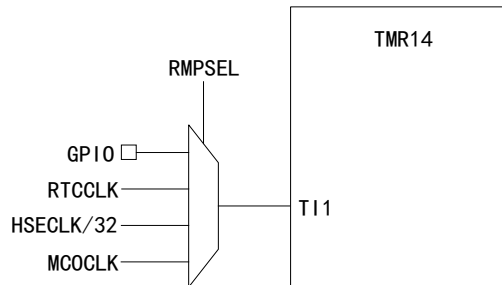 TMR14
RMPSEL
GPIO
RTCCLK
TI1
HSECLK/32
MCOCLK